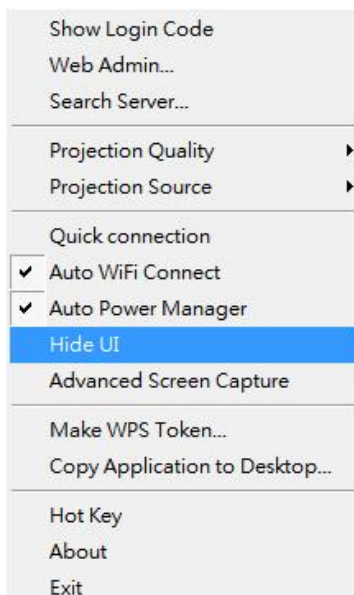 Show Login Code
Web Admin...
Search Server...
Projection Quality
Projection Source
Quick connection
Auto WiFi Connect
Auto Power Manager
Hide UI
Advanced Screen Capture
Make WPS Token...
Copy Application to Desktop...
Hot Key
About
Exit